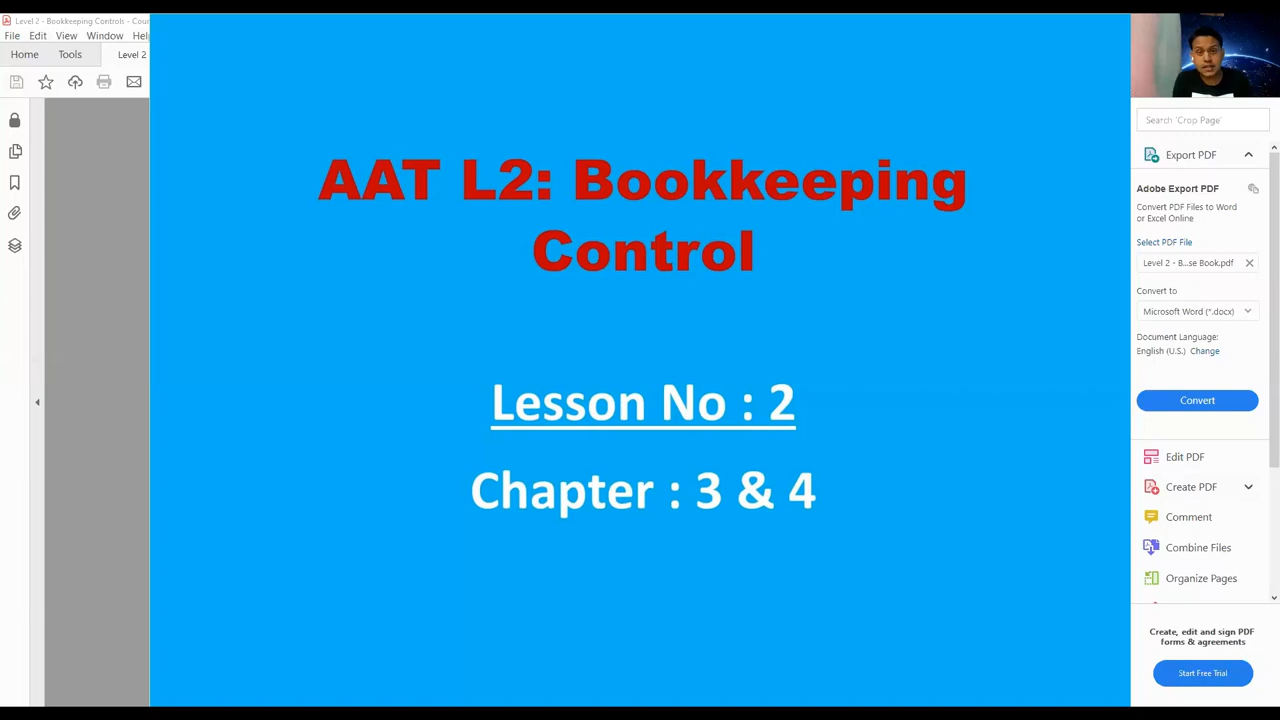 Level 2 - Bookkeeping Controls - Cou
File Edit View Window Hel
Home Tools Level 2
AAT L2: Bookkeeping
Control
Lesson No : 2
Chapter : 3 & 4
Search 'Crop Page'
Export PDF
Adobe Export PDF
Convert PDF Files to Word
or Excel Online
Select PDF File
Level 2 - B...se Book.pdf
Convert to
Microsoft Word (*.docx)
Document Language:
English (U.S.) Change
Convert
Edit PDF
Create PDF
Comment
Combine Files
Organize Pages
Create, edit and sign PDF
forms & agreements
Start Free Trial